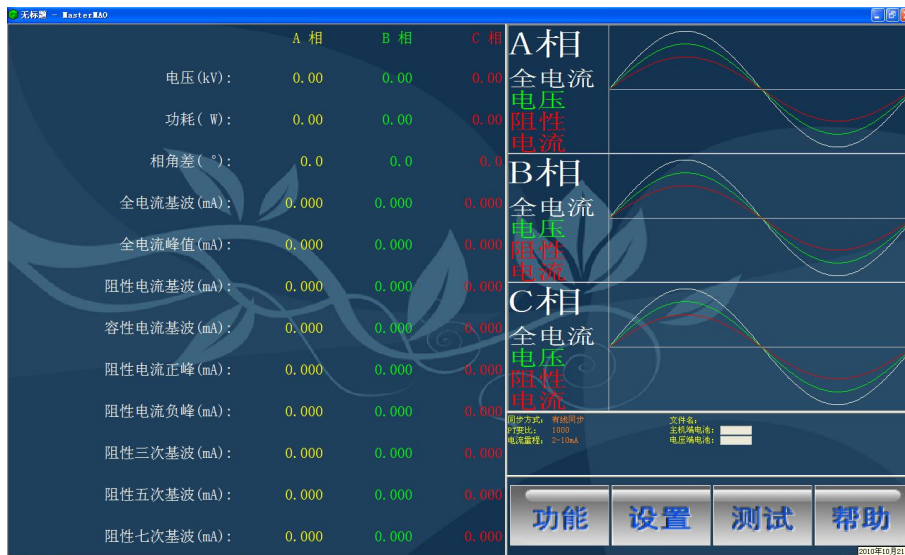 无标题 - MasterMAO
A 相 B 相 C 相
电压(kV): 0.00 0.00 0.00
功耗( W): 0.00 0.00 0.00
相角差( °): 0.0 0.0 0.0
全电流基波(mA): 0.000 0.000 0.000
全电流峰值(mA): 0.000 0.000 0.000
阻性电流基波(mA): 0.000 0.000 0.000
容性电流基波(mA): 0.000 0.000 0.000
阻性电流正峰(mA): 0.000 0.000 0.000
阻性电流负峰(mA): 0.000 0.000 0.000
阻性三次基波(mA): 0.000 0.000 0.000
阻性五次基波(mA): 0.000 0.000 0.000
阻性七次基波(mA): 0.000 0.000 0.000
A相
全电流
电压
阻性
电流
B相
全电流
电压
阻性
电流
C相
全电流
电压
阻性
电流
同步方式: 有线同步 文件名:
PT变比: 1000 主机端电池:
电流量程: 2-10mA 电压端电池:
功能 设置 测试 帮助
2010年10月21